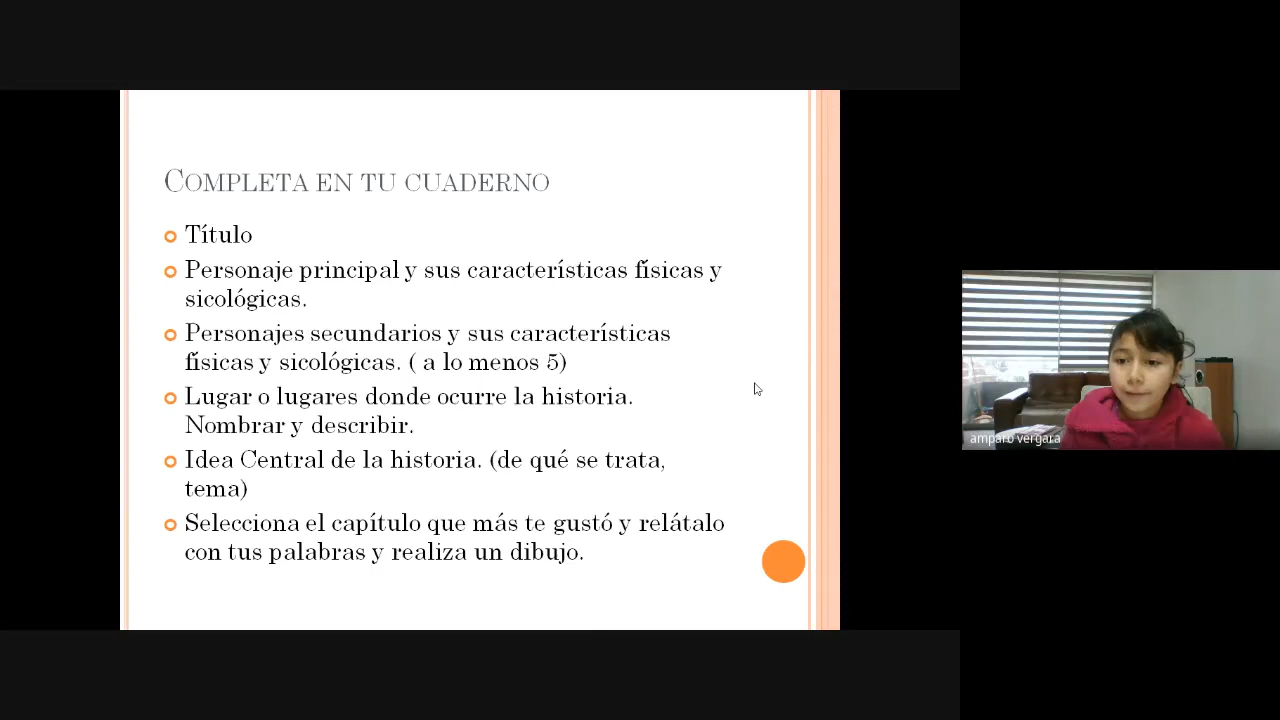 COMPLETA EN TU CUADERNO
Título
Personaje principal y sus características físicas y
sicológicas.
Personajes secundarios y sus características
físicas y sicológicas. ( a lo menos 5)
Lugar o lugares donde ocurre la historia.
Nombrar y describir.
Idea Central de la historia. (de qué se trata,
tema)
Selecciona el capítulo que más te gustó y relátalo
con tus palabras y realiza un dibujo.
amparo vergara